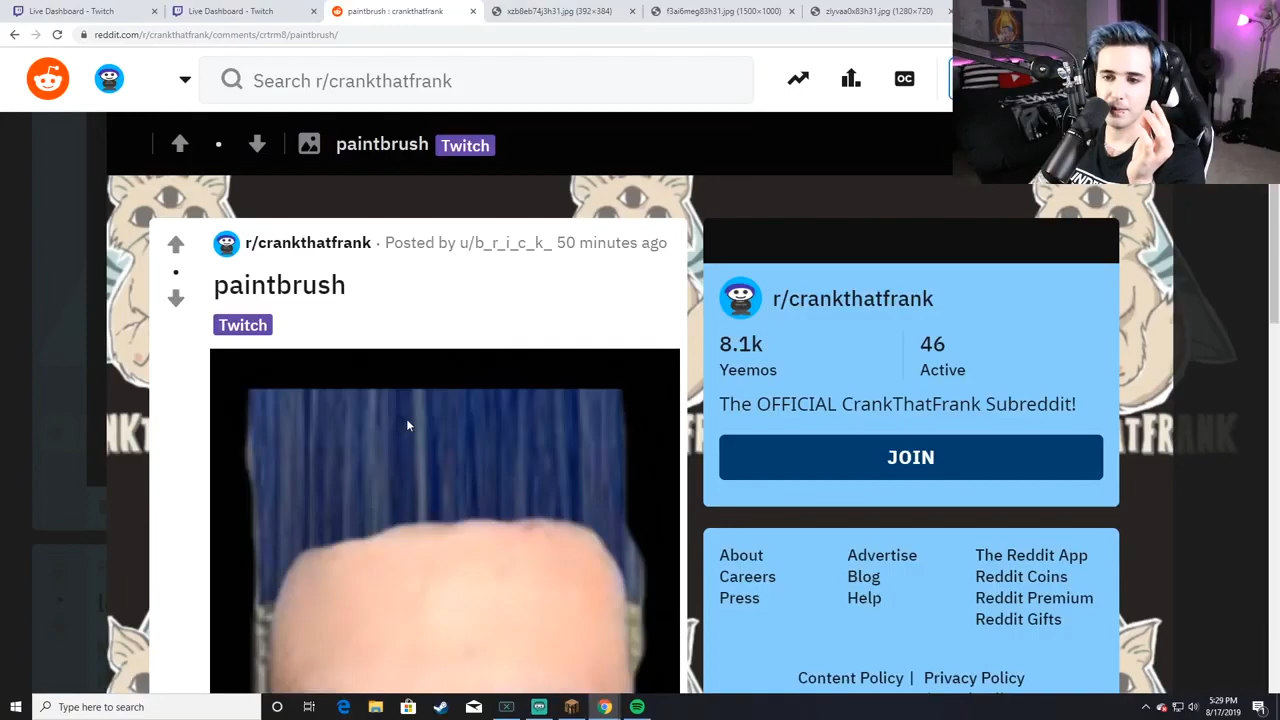 Live Dashboard - Twitch
Live Dashboard - Twitch
paintbrush : crankthatfrank
xzb8eb74j3h31.jpg (392×384)
f3ai6meg83h31.jpg (1500×1000)
ziyvaa0x83h31.jpg (1280×720)
reddit.com/r/crankthatfrank/comments/crtrm8/paintbrush/
Search r/crankthatfrank
OC
paintbrush Twitch
r/crankthatfrank · Posted by u/b_r_i_c_k_ 50 minutes ago
paintbrush
Twitch
r/crankthatfrank
8.1k
46
Yeemos
Active
The OFFICIAL CrankThatFrank Subreddit!
JOIN
About
Advertise
The Reddit App
Careers
Blog
Reddit Coins
Press
Help
Reddit Premium
Reddit Gifts
Content Policy | Privacy Policy
Type here to search
5:29 PM
8/17/2019